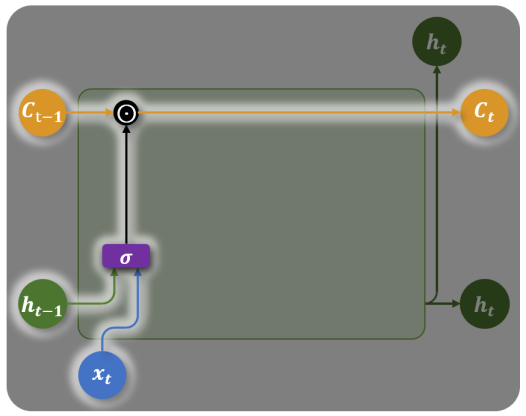 h_t
C_{t-1}
⊙
C_t
σ
h_{t-1}
h_t
x_t